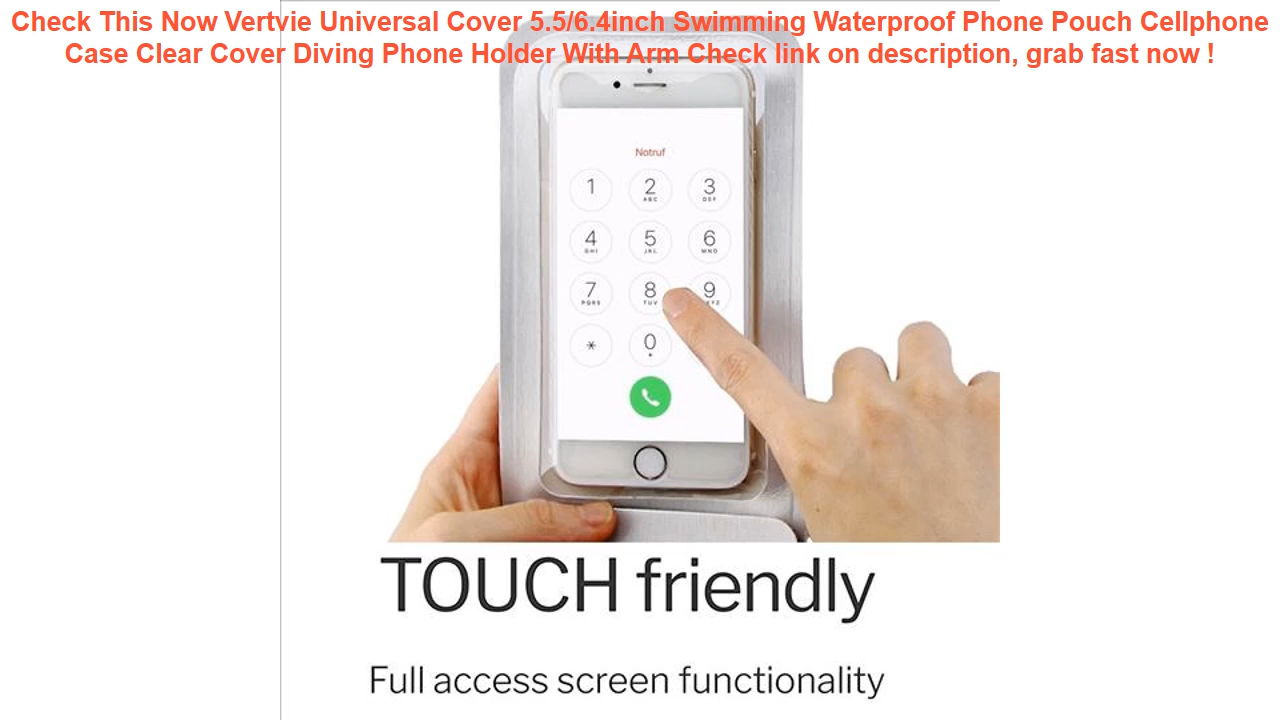 Check This Now Vertvie Universal Cover 5.5/6.4inch Swimming Waterproof Phone Pouch Cellphone
Case Clear Cover Diving Phone Holder With Arm Check link on description, grab fast now !
Notruf
1 2 3
ABC DEF
4 5 6
GHI JKL MNO
7 8 9
PQRS TUV
* 0
+
TOUCH friendly
Full access screen functionality